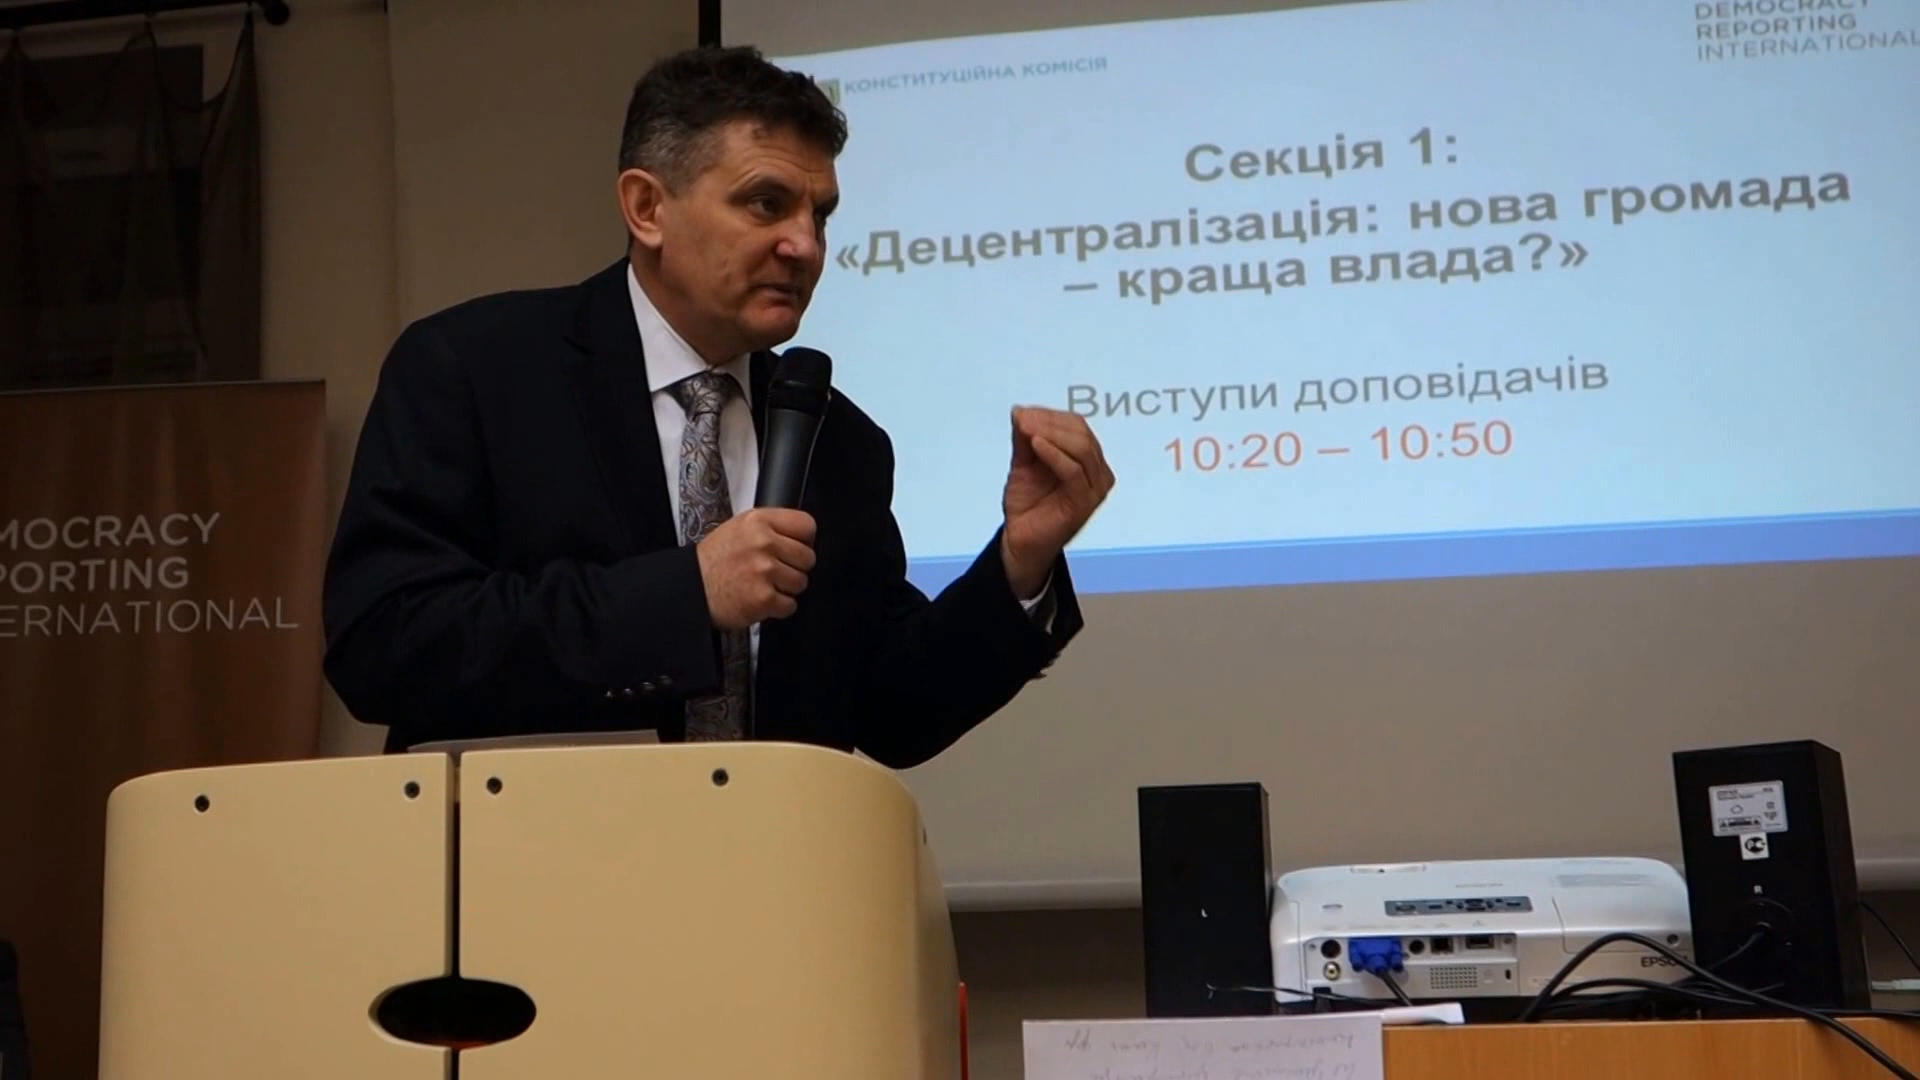 DEMOCRACY
REPORTING
INTERNATIONAL
КОНСТИТУЦІЙНА КОМІСІЯ
Секція 1:
«Децентралізація: нова громада
– краща влада?»
Виступи доповідачів
10:20 – 10:50
MOCRACY
PORTING
ERNATIONAL
L
R
EPSON